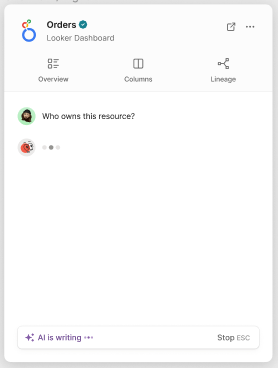 Orders
Looker Dashboard
Overview
Columns
Lineage
Who owns this resource?
AI is writing
Stop ESC